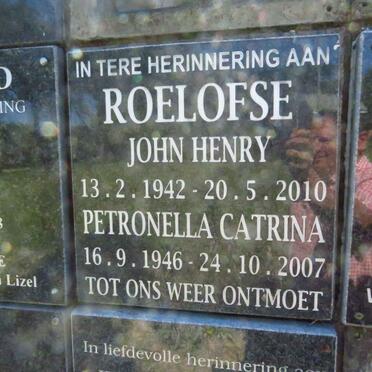 IN TERE HERINNERING AAN
ROELOFSE
JOHN HENRY
13.2.1942 - 20.5.2010
PETRONELLA CATRINA
16.9.1946 - 24.10.2007
TOT ONS WEER ONTMOET
Lizel
In liefdevolle herinnering aan